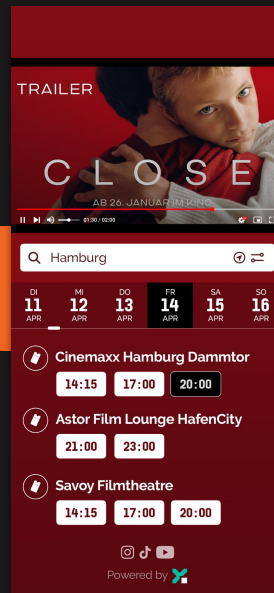 TRAILER
CLOSE
AB 26. JANUAR IM KINO
01:30 / 02:00
Hamburg
DI MI DO FR SA SO
11 12 13 14 15 16
APR APR APR APR APR APR
Cinemaxx Hamburg Dammtor
14:15 17:00 20:00
Astor Film Lounge HafenCity
21:00 23:00
Savoy Filmtheatre
14:15 17:00 20:00
Powered by